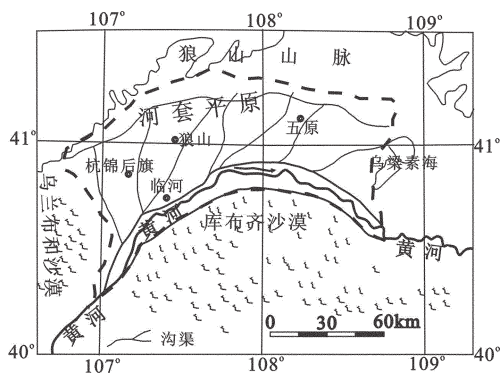 107° 108° 109°
狼山山脉
河套平原
41° 41°
五原
狼山
杭锦后旗
乌梁素海
临河
乌兰布和沙漠
黄河
库布齐沙漠
黄河
黄河
沟渠
0 30 60km
40° 40°
107° 108° 109°